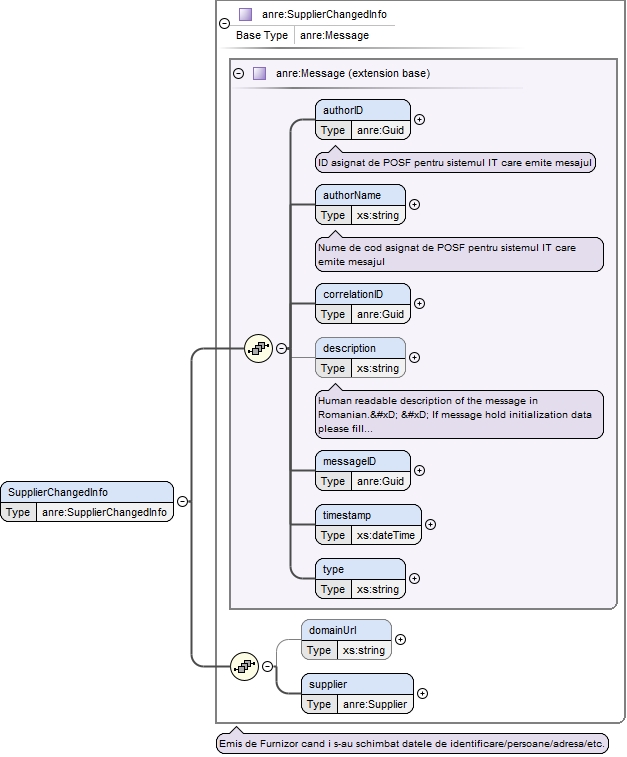 anre:SupplierChangedInfo
Base Type anre:Message
anre:Message (extension base)
authorID
Type anre:Guid
ID asignat de POSF pentru sistemul IT care emite mesajul
authorName
Type xs:string
Nume de cod asignat de POSF pentru sistemul IT care
emite mesajul
correlationID
Type anre:Guid
description
Type xs:string
Human readable description of the message in
Romanian.&#xD; &#xD; If message hold initialization data
please fill...
messageID
Type anre:Guid
SupplierChangedInfo
Type anre:SupplierChangedInfo
timestamp
Type xs:dateTime
type
Type xs:string
domainUrl
Type xs:string
supplier
Type anre:Supplier
Emis de Furnizor cand i s-au schimbat datele de identificare/persoane/adresa/etc.